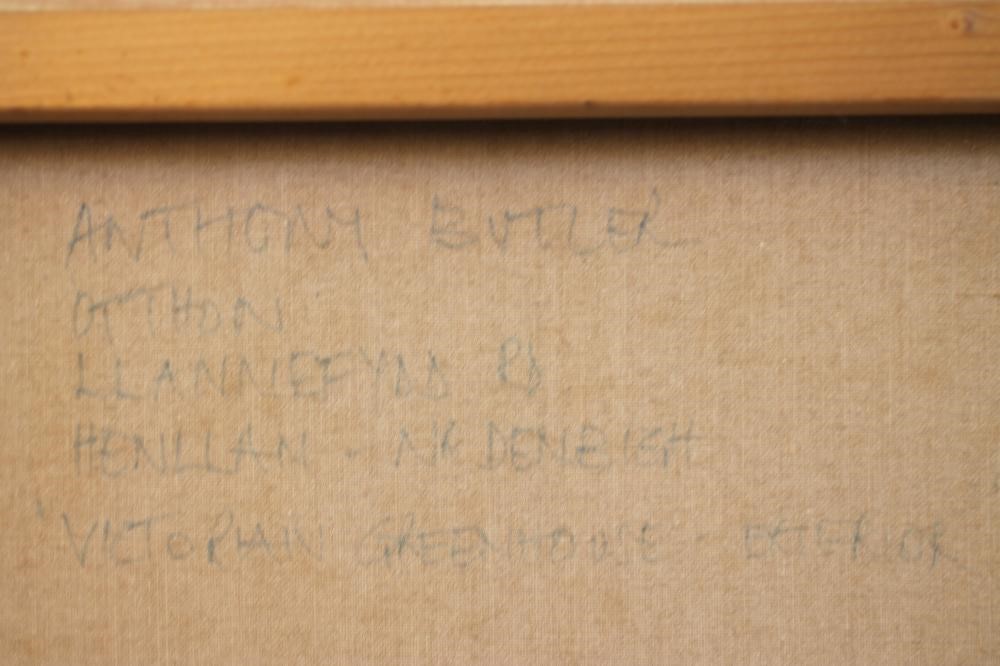 ANTHONY BUTLER
OTTHON
LLANNEFYDD RD
HENLLAN - NR DENBIGH
'VICTORIAN GREENHOUSE - EXTERIOR